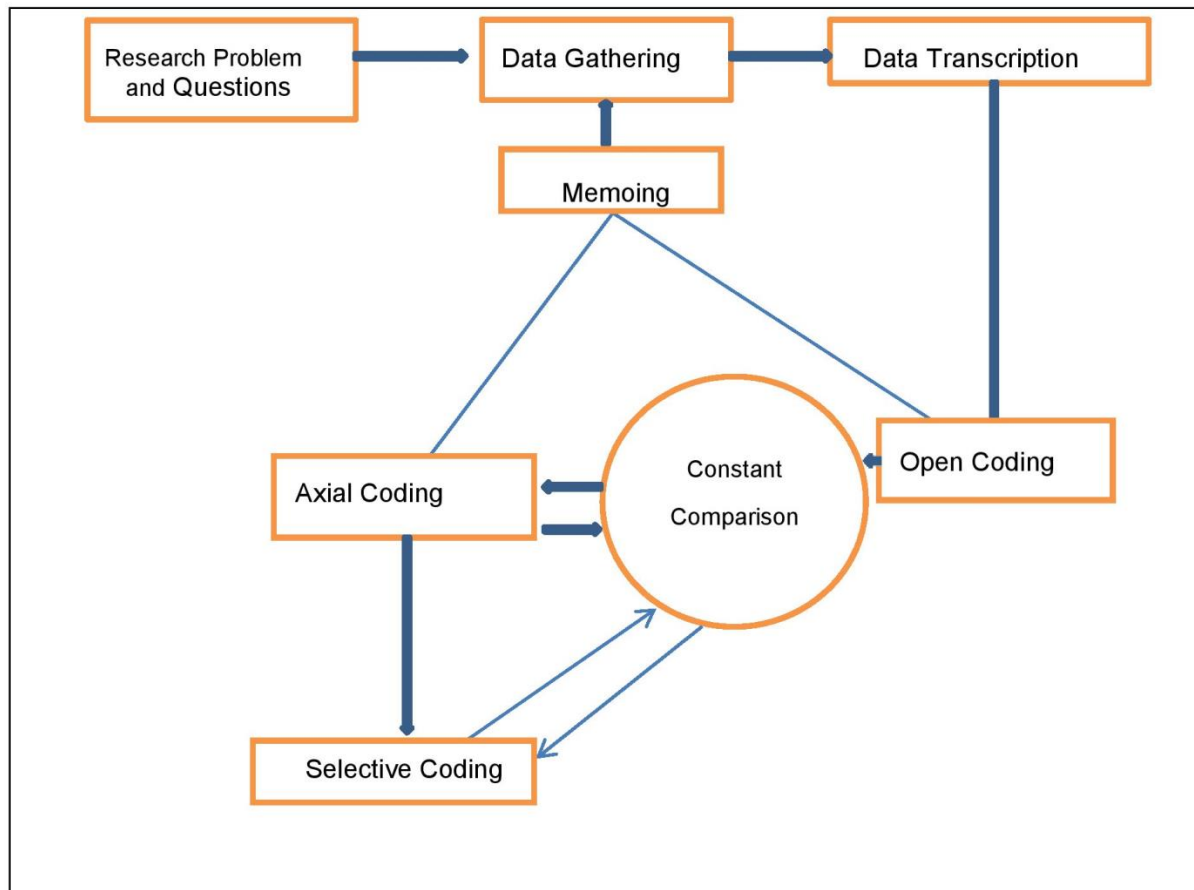 Research Problem
and Questions
Data Gathering
Data Transcription
Memoing
Constant
Comparison
Open Coding
Axial Coding
Selective Coding